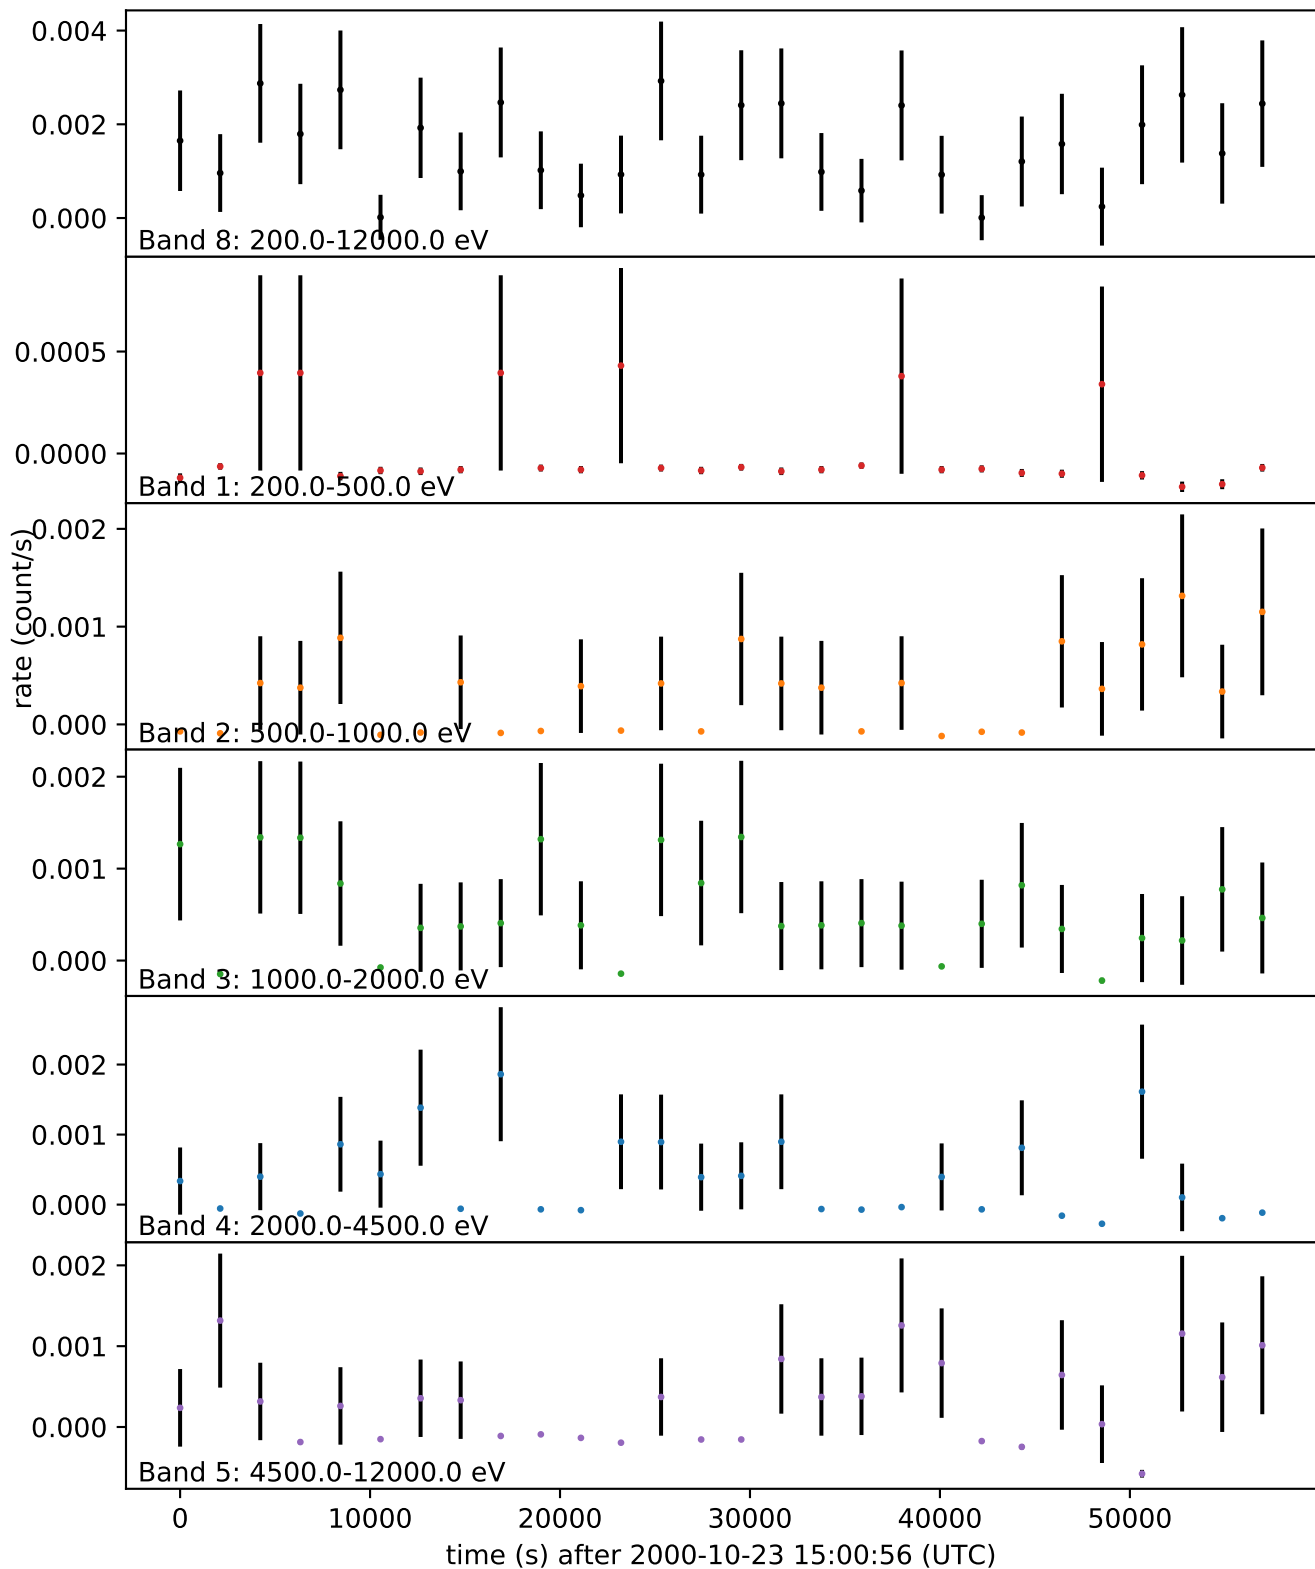 0.004
0.002
0.000
Band 8: 200.0-12000.0 eV
0.0005
0.0000
Band 1: 200.0-500.0 eV
rate (count/s)
0.002
0.001
0.000
Band 2: 500.0-1000.0 eV
0.002
0.001
0.000
Band 3: 1000.0-2000.0 eV
0.002
0.001
0.000
Band 4: 2000.0-4500.0 eV
0.002
0.001
0.000
Band 5: 4500.0-12000.0 eV
0 10000 20000 30000 40000 50000
time (s) after 2000-10-23 15:00:56 (UTC)